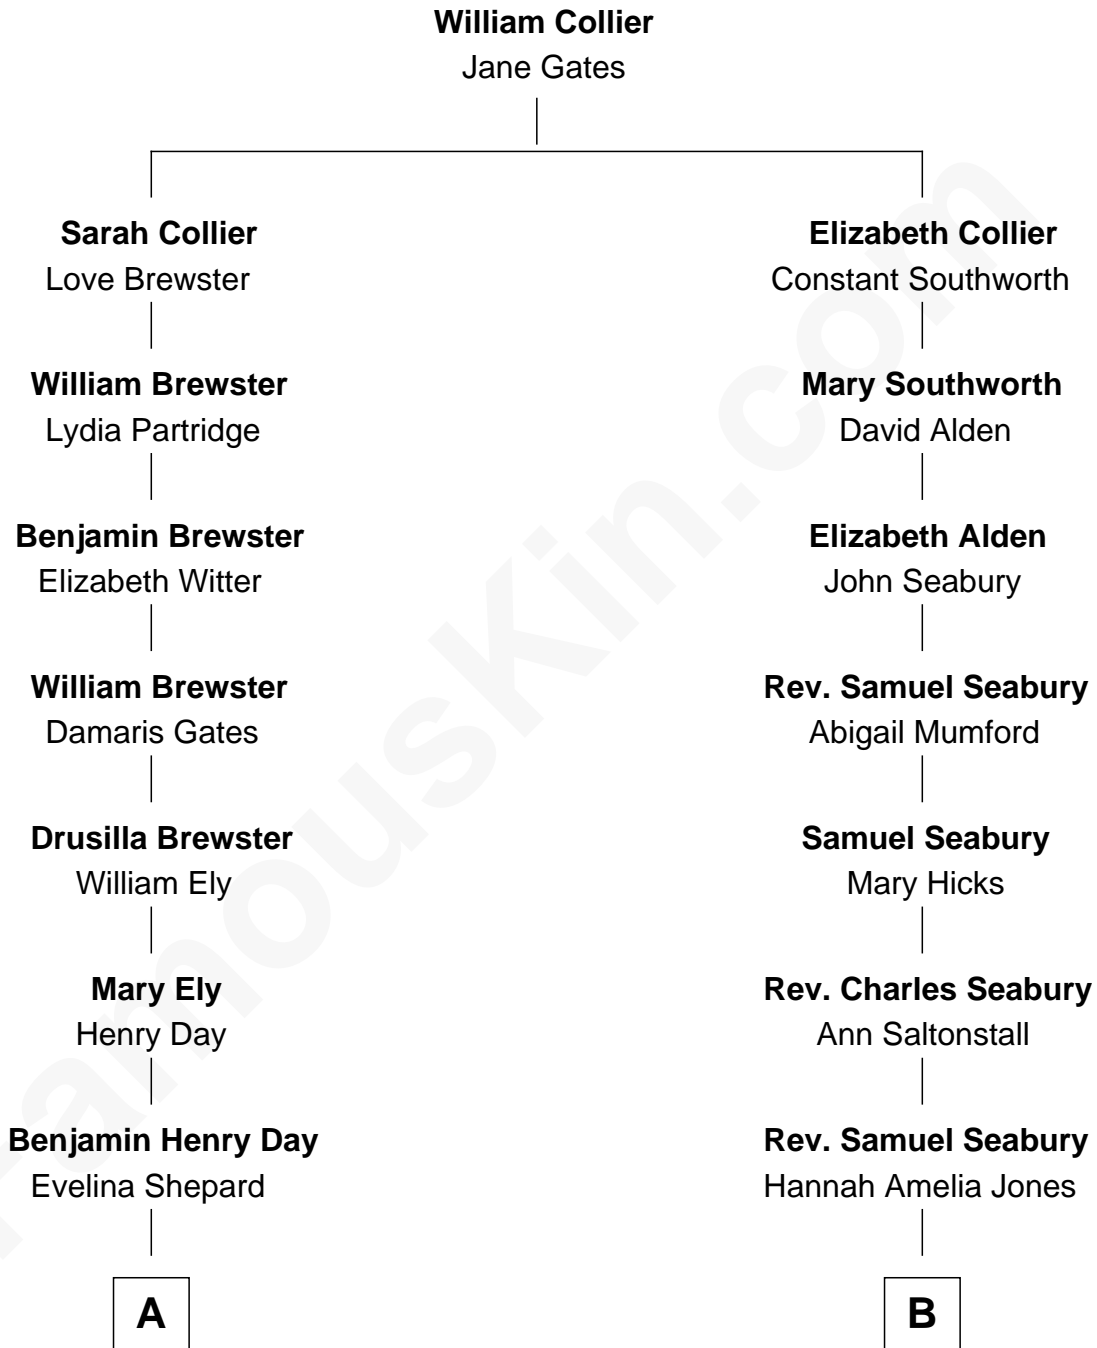 William Collier
Jane Gates
Sarah Collier
Love Brewster
William Brewster
Lydia Partridge
Benjamin Brewster
Elizabeth Witter
William Brewster
Damaris Gates
Drusilla Brewster
William Ely
Mary Ely
Henry Day
Benjamin Henry Day
Evelina Shepard
A
Elizabeth Collier
Constant Southworth
Mary Southworth
David Alden
Elizabeth Alden
John Seabury
Rev. Samuel Seabury
Abigail Mumford
Samuel Seabury
Mary Hicks
Rev. Charles Seabury
Ann Saltonstall
Rev. Samuel Seabury
Hannah Amelia Jones
B
FamousKin.com